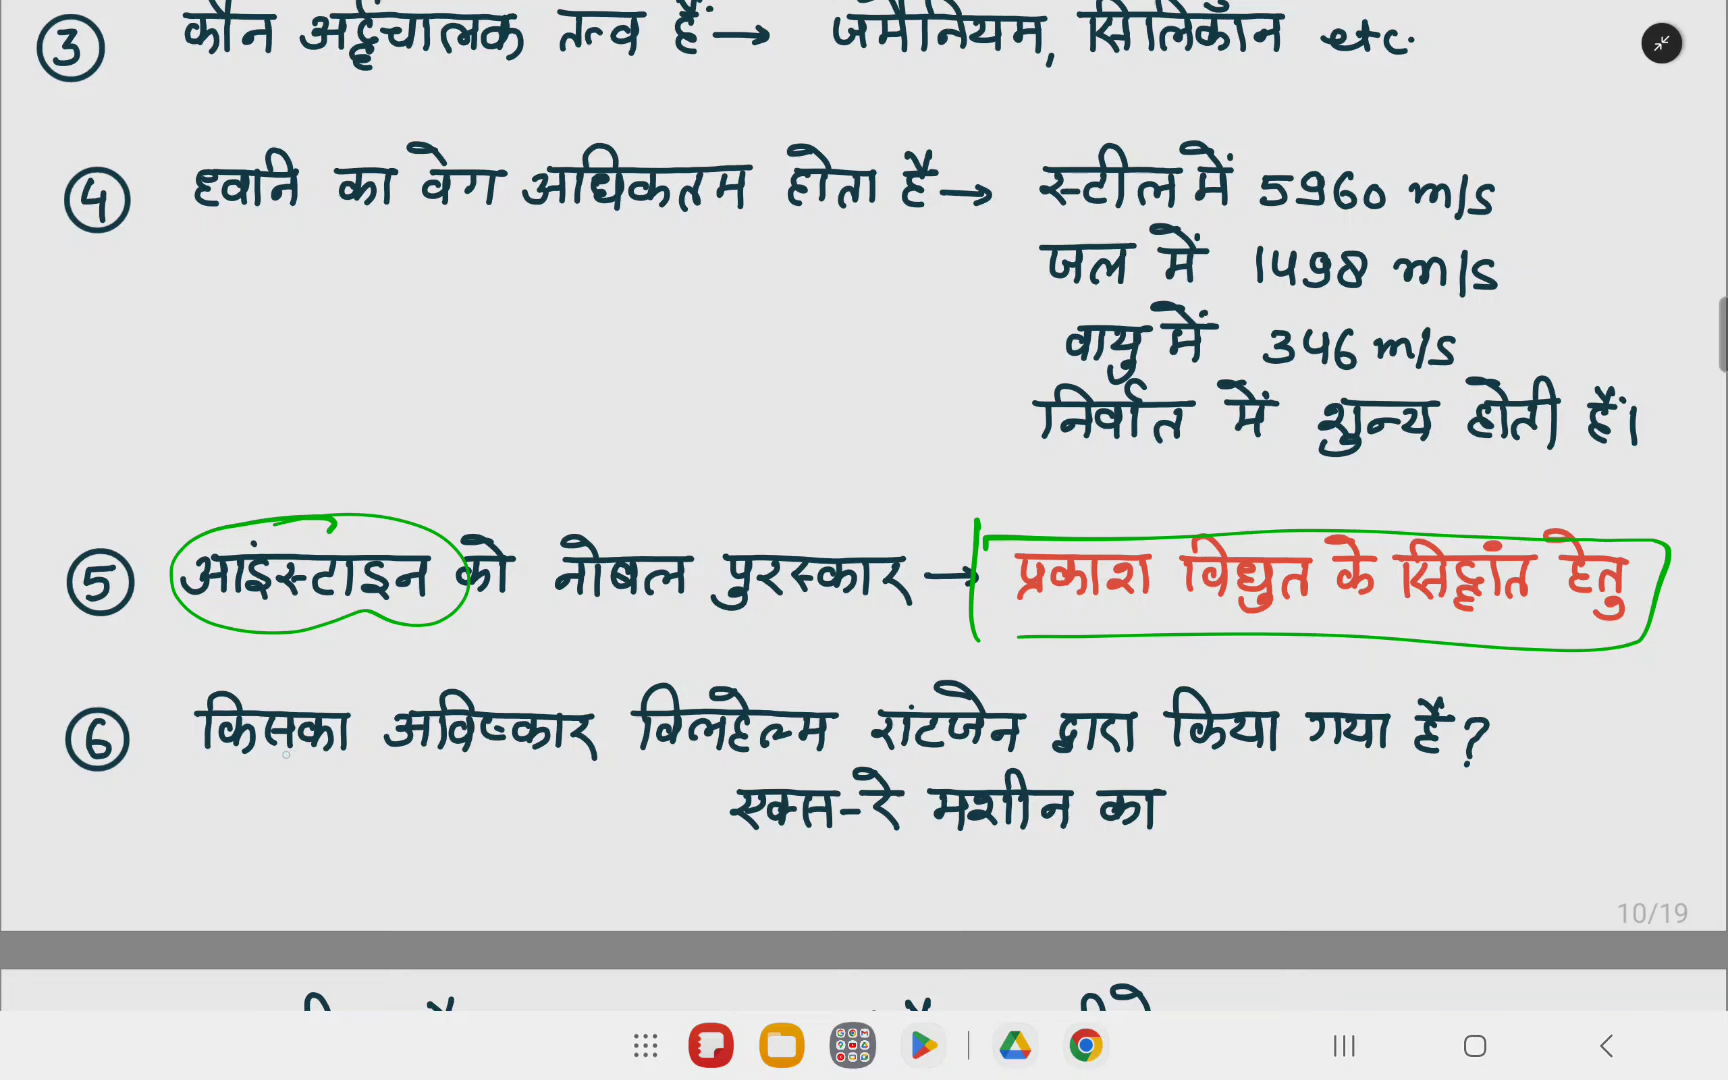 ③ कौन अर्द्धचालक तत्व हैं → जर्मेनियम, सिलिकॉन etc.
④ ध्वनि का वेग अधिकतम होता है → स्टील में 5960 m/s
जल में 1498 m/s
वायु में 346 m/s
निर्वात में शुन्य होती हैं।
⑤ आइंस्टाइन को नोबल पुरस्कार → प्रकाश विद्युत के सिद्धांत हेतु
⑥ किसका अविष्कार विलहेल्म रांटजेन द्वारा किया गया है?
एक्स-रे मशीन का
10/19